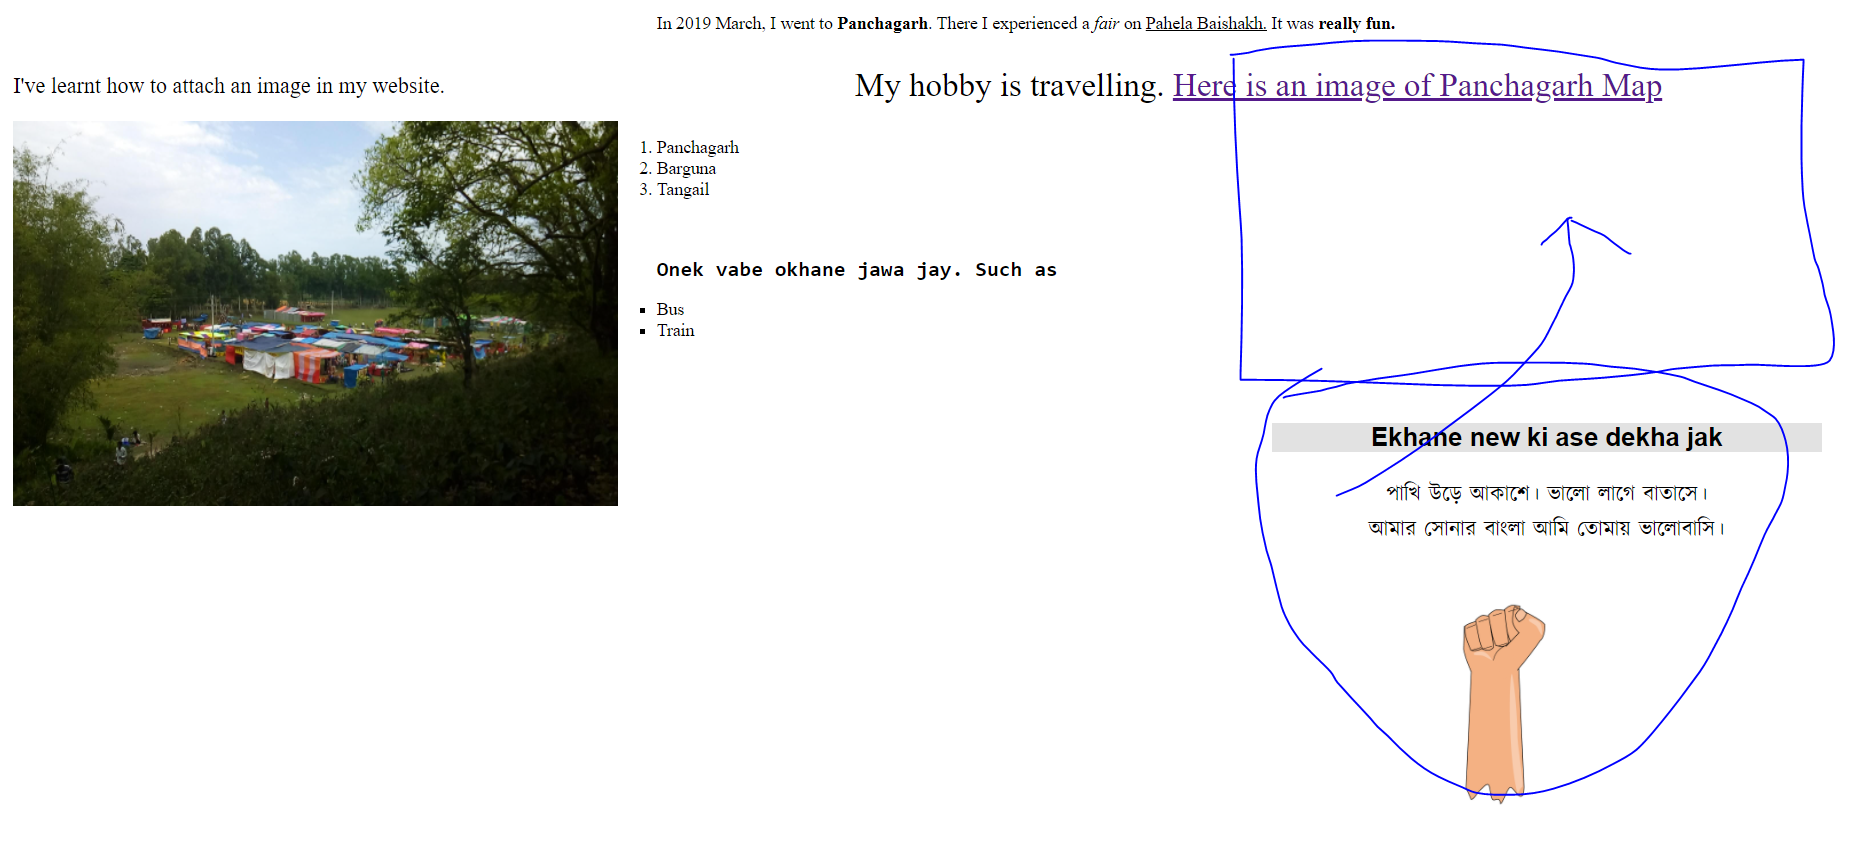 In 2019 March, I went to Panchagarh. There I experienced a fair on Pahela Baishakh. It was really fun.
I've learnt how to attach an image in my website.
My hobby is travelling. Here is an image of Panchagarh Map
1. Panchagarh
2. Barguna
3. Tangail
Onek vabe okhane jawa jay. Such as
▪ Bus
▪ Train
Ekhane new ki ase dekha jak
পাখি উড়ে আকাশে। ভালো লাগে বাতাসে।
আমার সোনার বাংলা আমি তোমায় ভালোবাসি।